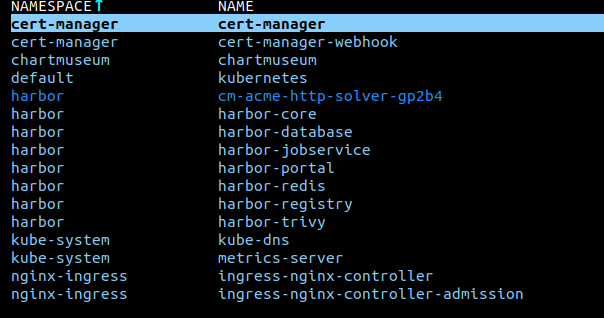 NAMESPACE↑ NAME
cert-manager cert-manager
cert-manager cert-manager-webhook
chartmuseum chartmuseum
default kubernetes
harbor cm-acme-http-solver-gp2b4
harbor harbor-core
harbor harbor-database
harbor harbor-jobservice
harbor harbor-portal
harbor harbor-redis
harbor harbor-registry
harbor harbor-trivy
kube-system kube-dns
kube-system metrics-server
nginx-ingress ingress-nginx-controller
nginx-ingress ingress-nginx-controller-admission